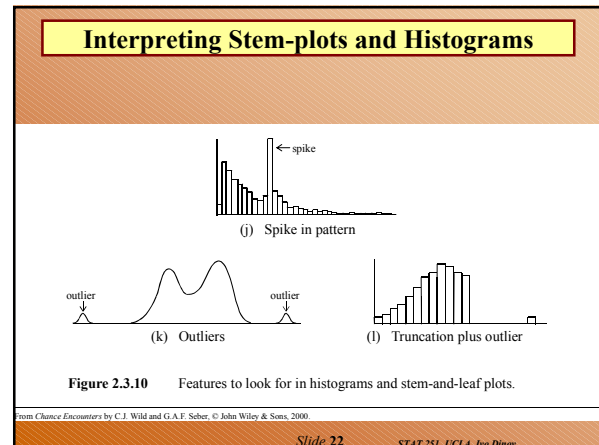 Interpreting Stem-plots and Histograms
spike
(j) Spike in pattern
outlier
outlier
(k) Outliers
(l) Truncation plus outlier
Figure 2.3.10 Features to look for in histograms and stem-and-leaf plots.
From Chance Encounters by C.J. Wild and G.A.F. Seber, © John Wiley & Sons, 2000.
Slide 22 STAT 251, UCLA, Ivo Dinov